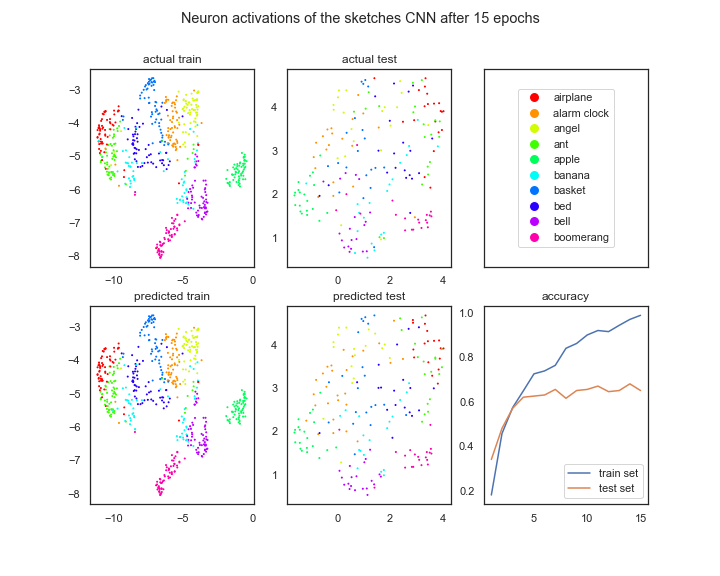 Neuron activations of the sketches CNN after 15 epochs
actual train
−3
−4
−5
−6
−7
−8
−10
−5
0
actual test
4
3
2
1
0
2
4
airplane
alarm clock
angel
ant
apple
banana
basket
bed
bell
boomerang
predicted train
−3
−4
−5
−6
−7
−8
−10
−5
0
predicted test
4
3
2
1
0
2
4
accuracy
1.0
0.8
0.6
0.4
0.2
train set
test set
5
10
15